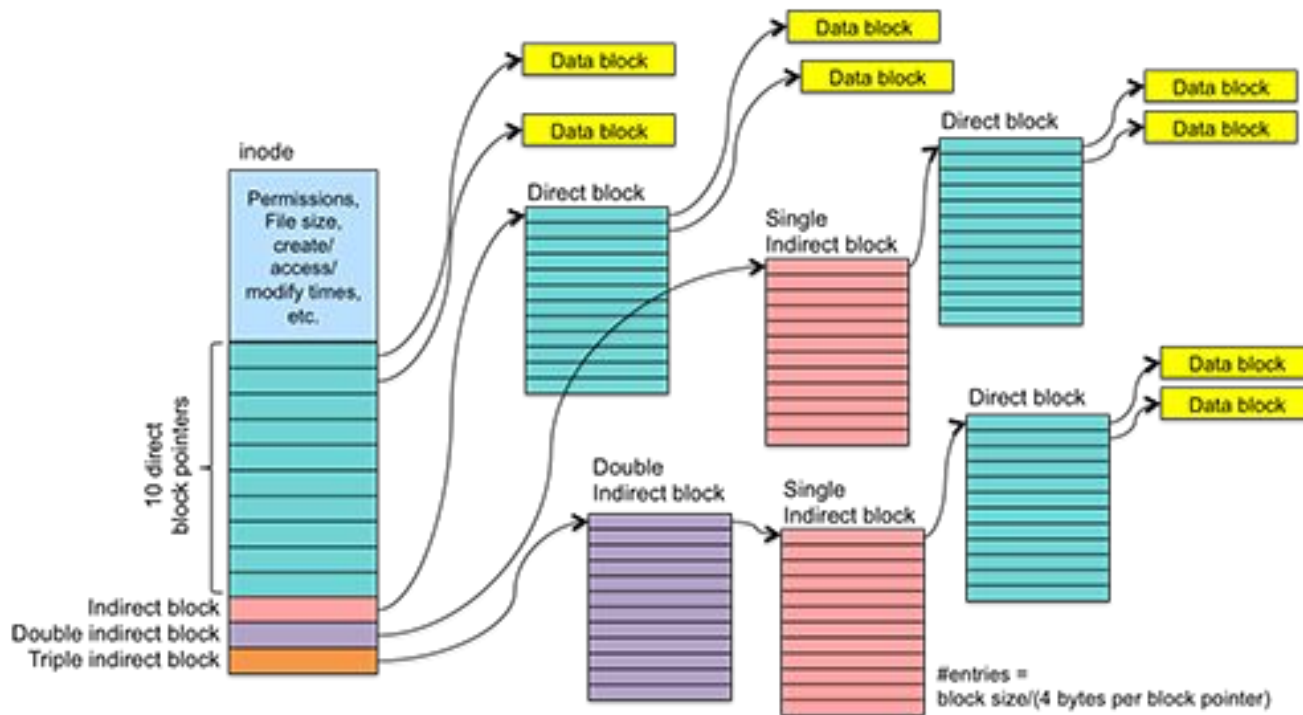 Data block
Data block
Data block
Data block
Data block
Data block
Direct block
inode
Permissions,
File size,
create/
access/
modify times,
etc.
Direct block
Single
Indirect block
Data block
Data block
Direct block
10 direct
block pointers
Double
Indirect block
Single
Indirect block
Indirect block
Double indirect block
Triple indirect block
#entries =
block size/(4 bytes per block pointer)